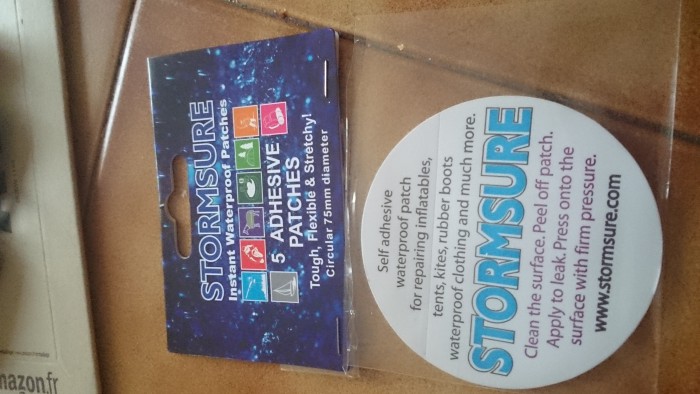 STORMSURE
Instant Waterproof Patches
5 ADHESIVE
PATCHES
Tough, Flexible & Stretchy!
Circular 75mm diameter
Self adhesive
waterproof patch
for repairing inflatables,
tents, kites, rubber boots
waterproof clothing and much more.
STORMSURE
Clean the surface. Peel off patch.
Apply to leak. Press onto the
surface with firm pressure.
www.stormsure.com
mazon.fr